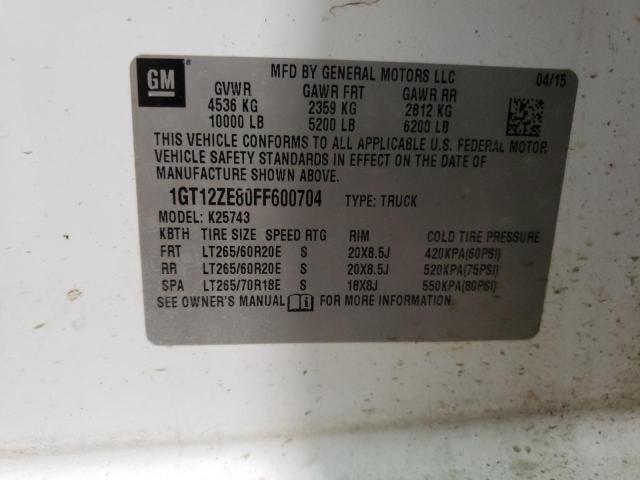 GM
MFD BY GENERAL MOTORS LLC 04/15
GVWR GAWR FRT GAWR RR
4536 KG 2359 KG 2812 KG
10000 LB 5200 LB 6200 LB
THIS VEHICLE CONFORMS TO ALL APPLICABLE U.S. FEDERAL MOTOR
VEHICLE SAFETY STANDARDS IN EFFECT ON THE DATE OF
MANUFACTURE SHOWN ABOVE.
1GT12ZE80FF600704 TYPE: TRUCK
MODEL: K25743
KBTH TIRE SIZE SPEED RTG RIM COLD TIRE PRESSURE
FRT LT265/60R20E S 20X8.5J 420KPA(60PSI)
RR LT265/60R20E S 20X8.5J 520KPA(75PSI)
SPA LT265/70R18E S 18X8J 550KPA(80PSI)
SEE OWNER'S MANUAL FOR MORE INFORMATION.